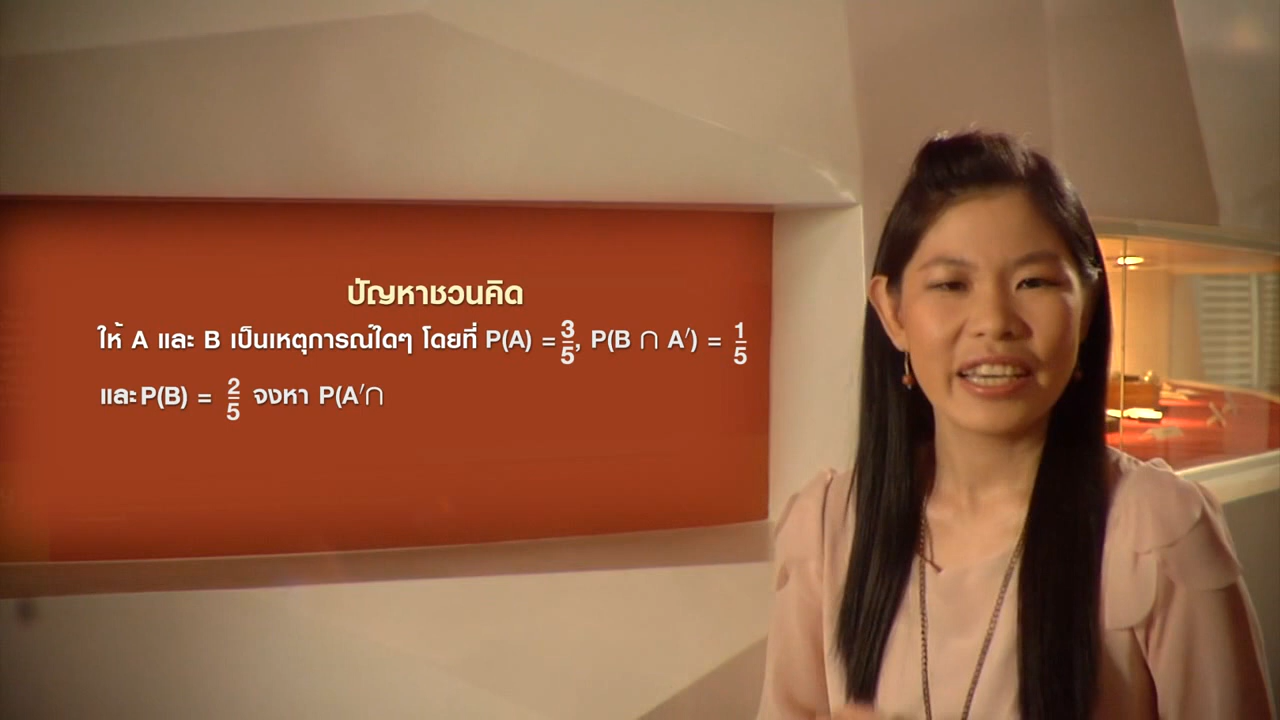 ปัญหาชวนคิด
ให้ A และ B เป็นเหตุการณ์ใดๆ โดยที่ P(A) = 3/5, P(B ∩ A′) = 1/5
และ P(B) = 2/5 จงหา P(A′∩